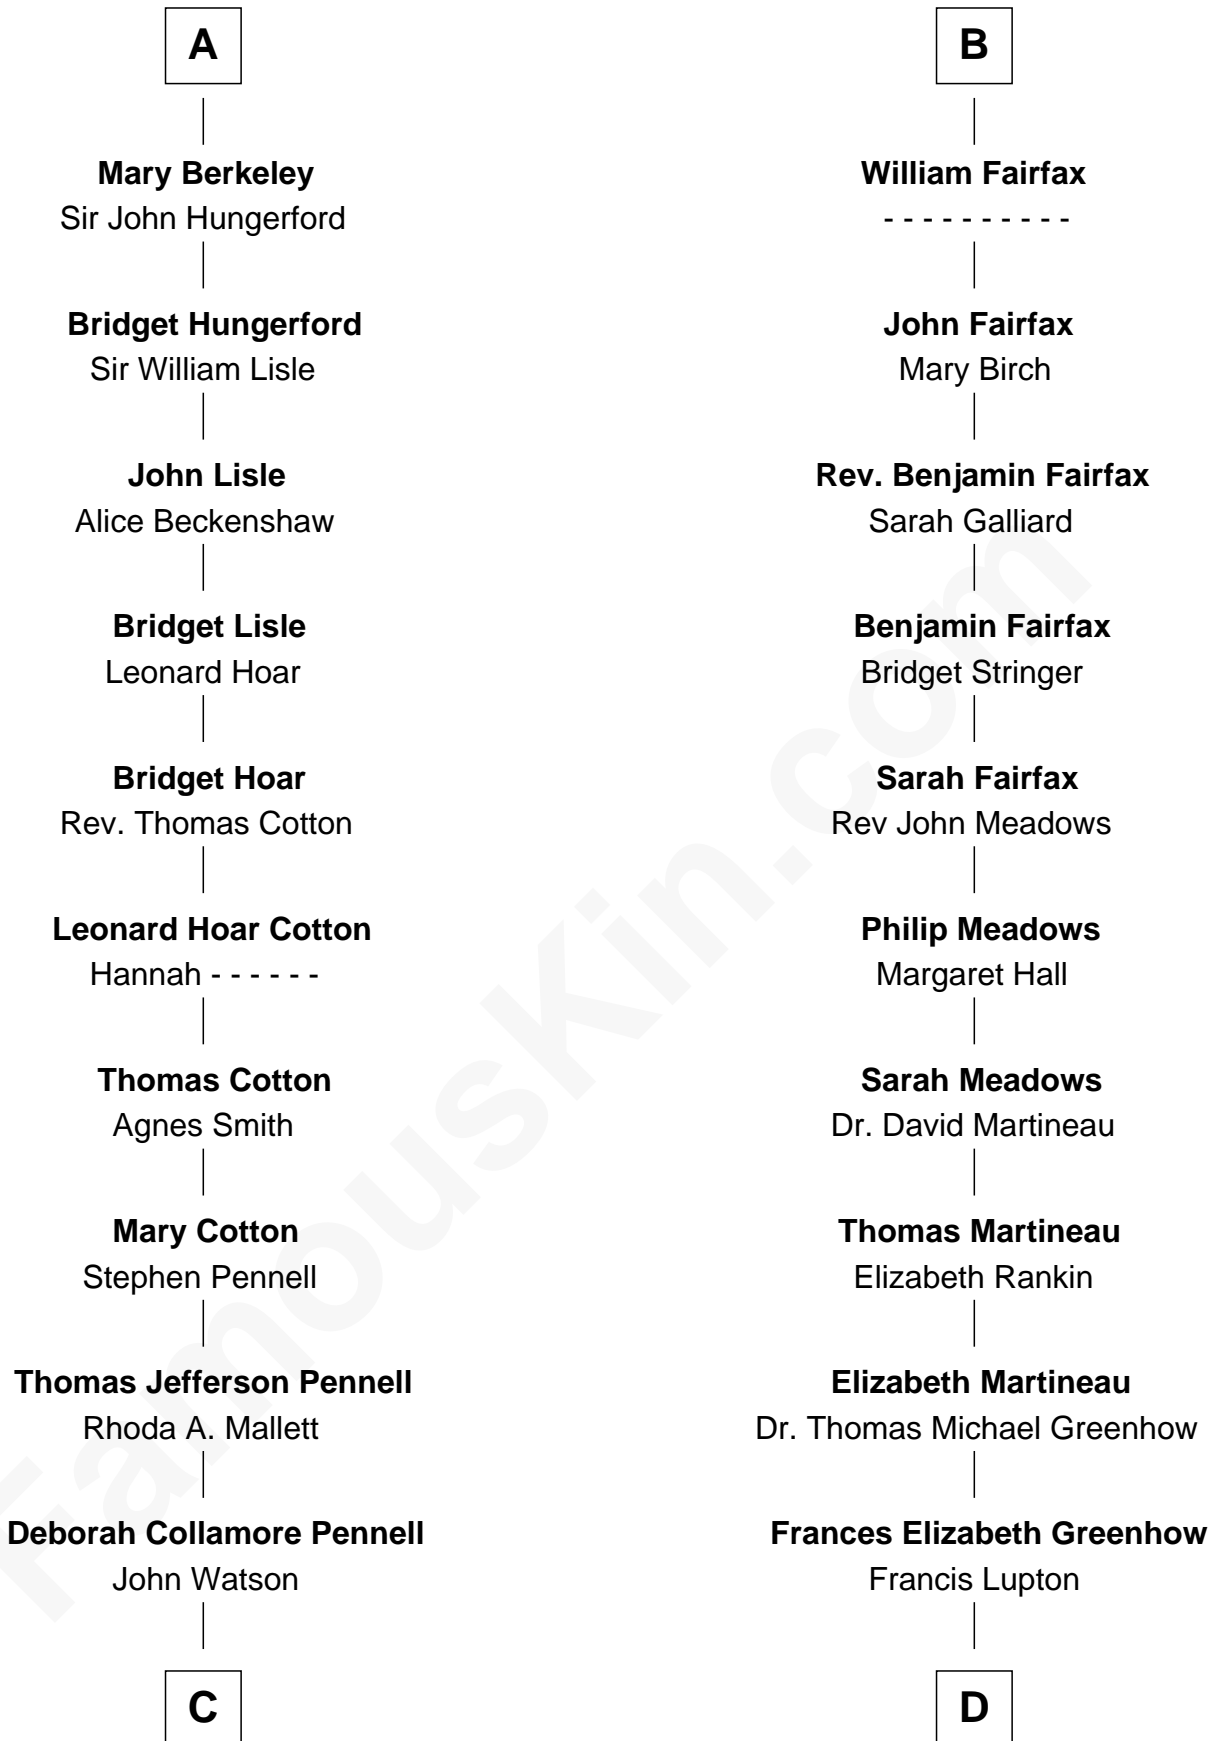 A
Mary Berkeley
Sir John Hungerford
Bridget Hungerford
Sir William Lisle
John Lisle
Alice Beckenshaw
Bridget Lisle
Leonard Hoar
Bridget Hoar
Rev. Thomas Cotton
Leonard Hoar Cotton
Hannah - - - - - -
Thomas Cotton
Agnes Smith
Mary Cotton
Stephen Pennell
Thomas Jefferson Pennell
Rhoda A. Mallett
Deborah Collamore Pennell
John Watson
C
B
William Fairfax
- - - - - - - - - -
John Fairfax
Mary Birch
Rev. Benjamin Fairfax
Sarah Galliard
Benjamin Fairfax
Bridget Stringer
Sarah Fairfax
Rev John Meadows
Philip Meadows
Margaret Hall
Sarah Meadows
Dr. David Martineau
Thomas Martineau
Elizabeth Rankin
Elizabeth Martineau
Dr. Thomas Michael Greenhow
Frances Elizabeth Greenhow
Francis Lupton
D
FamousKin.com